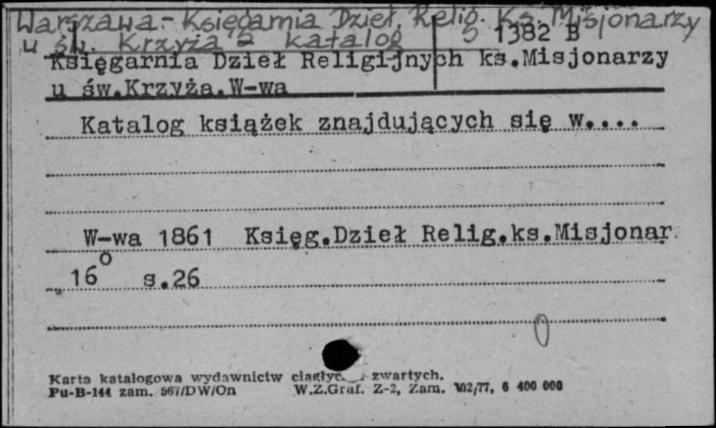 Warszawa - Księgarnia Dzieł. Relig. Ks. Misjonarzy
u św. Krzyża 2 katalog 1382 B
Księgarnia Dzieł Religijnych ks.Misjonarzy
u św.Krzyża.W-wa
Katalog książek znajdujących się w....
W-wa 1861 Księg.Dzieł Relig.ks.Misjonar.
16o s.26
Karta katalogowa wydawnictw zwartych.
Pu-B-144 zam. 567/DW/On W.Z.Graf. Z-2, Zam. 102/77, 6 400 000